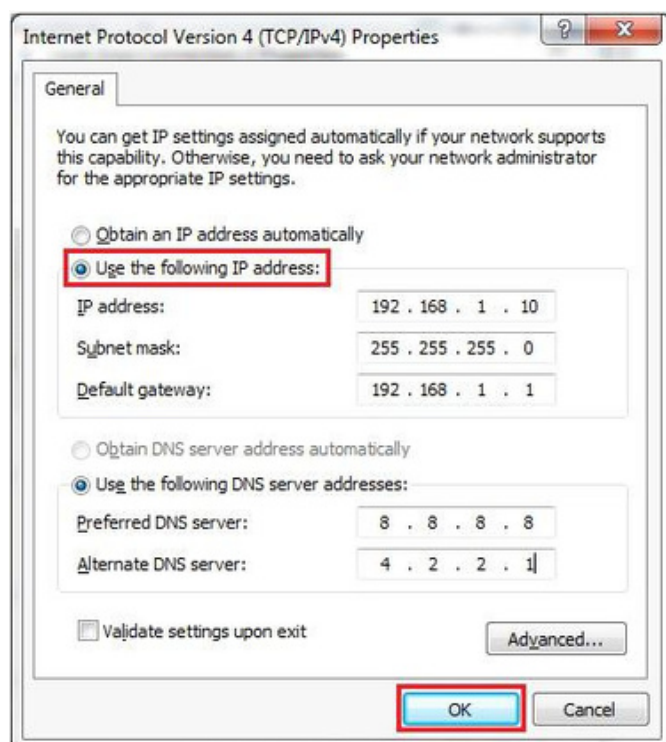 Internet Protocol Version 4 (TCP/IPv4) Properties
General
You can get IP settings assigned automatically if your network supports
this capability. Otherwise, you need to ask your network administrator
for the appropriate IP settings.
Obtain an IP address automatically
Use the following IP address:
IP address: 192 . 168 . 1 . 10
Subnet mask: 255 . 255 . 255 . 0
Default gateway: 192 . 168 . 1 . 1
Obtain DNS server address automatically
Use the following DNS server addresses:
Preferred DNS server: 8 . 8 . 8 . 8
Alternate DNS server: 4 . 2 . 2 . 1
Validate settings upon exit
Advanced...
OK Cancel